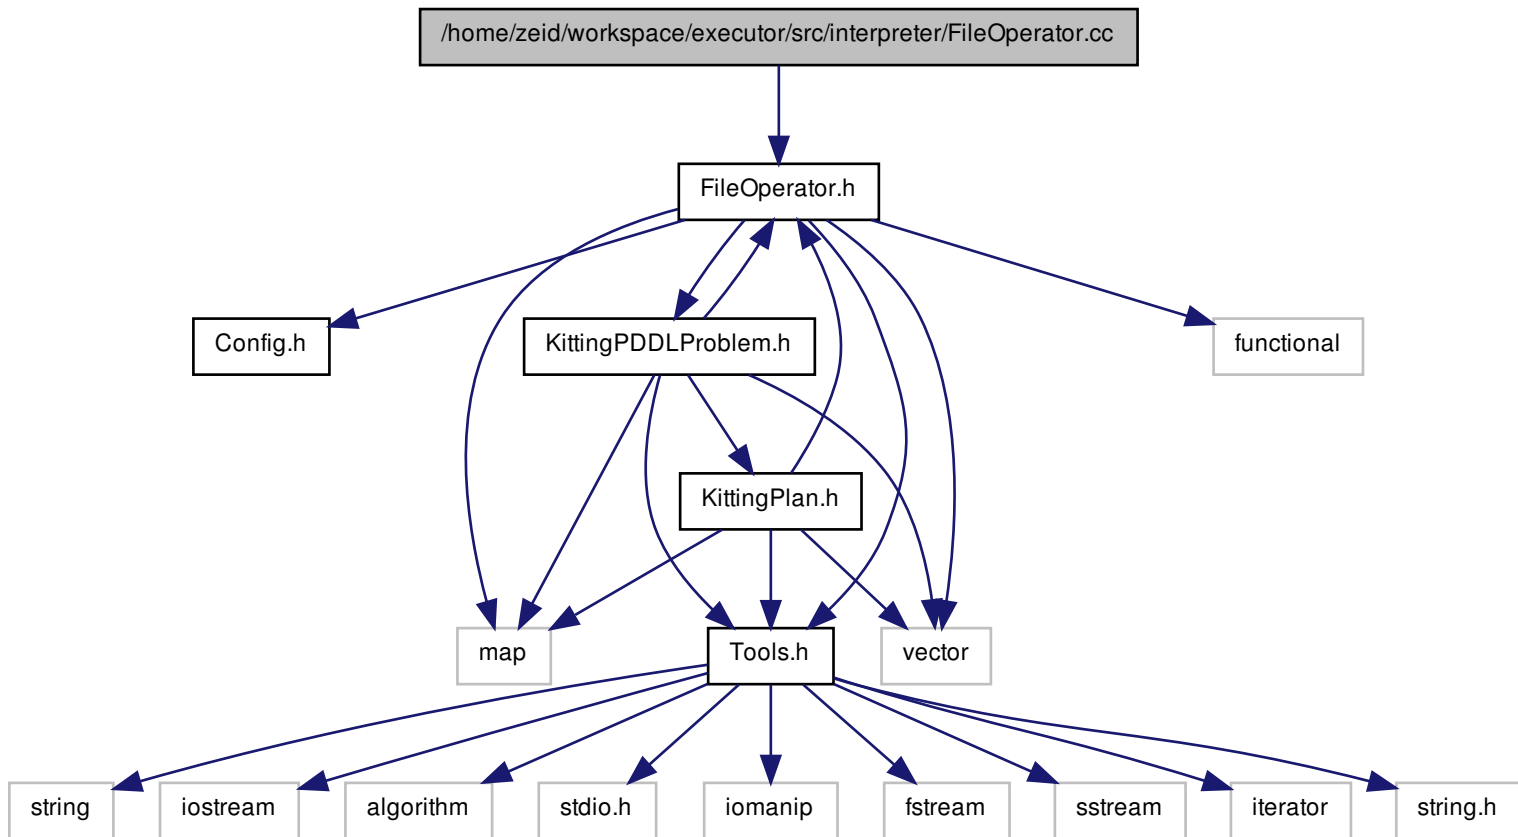 /home/zeid/workspace/executor/src/interpreter/FileOperator.cc
FileOperator.h
Config.h
KittingPDDLProblem.h
functional
KittingPlan.h
map
Tools.h
vector
string
iostream
algorithm
stdio.h
iomanip
fstream
sstream
iterator
string.h